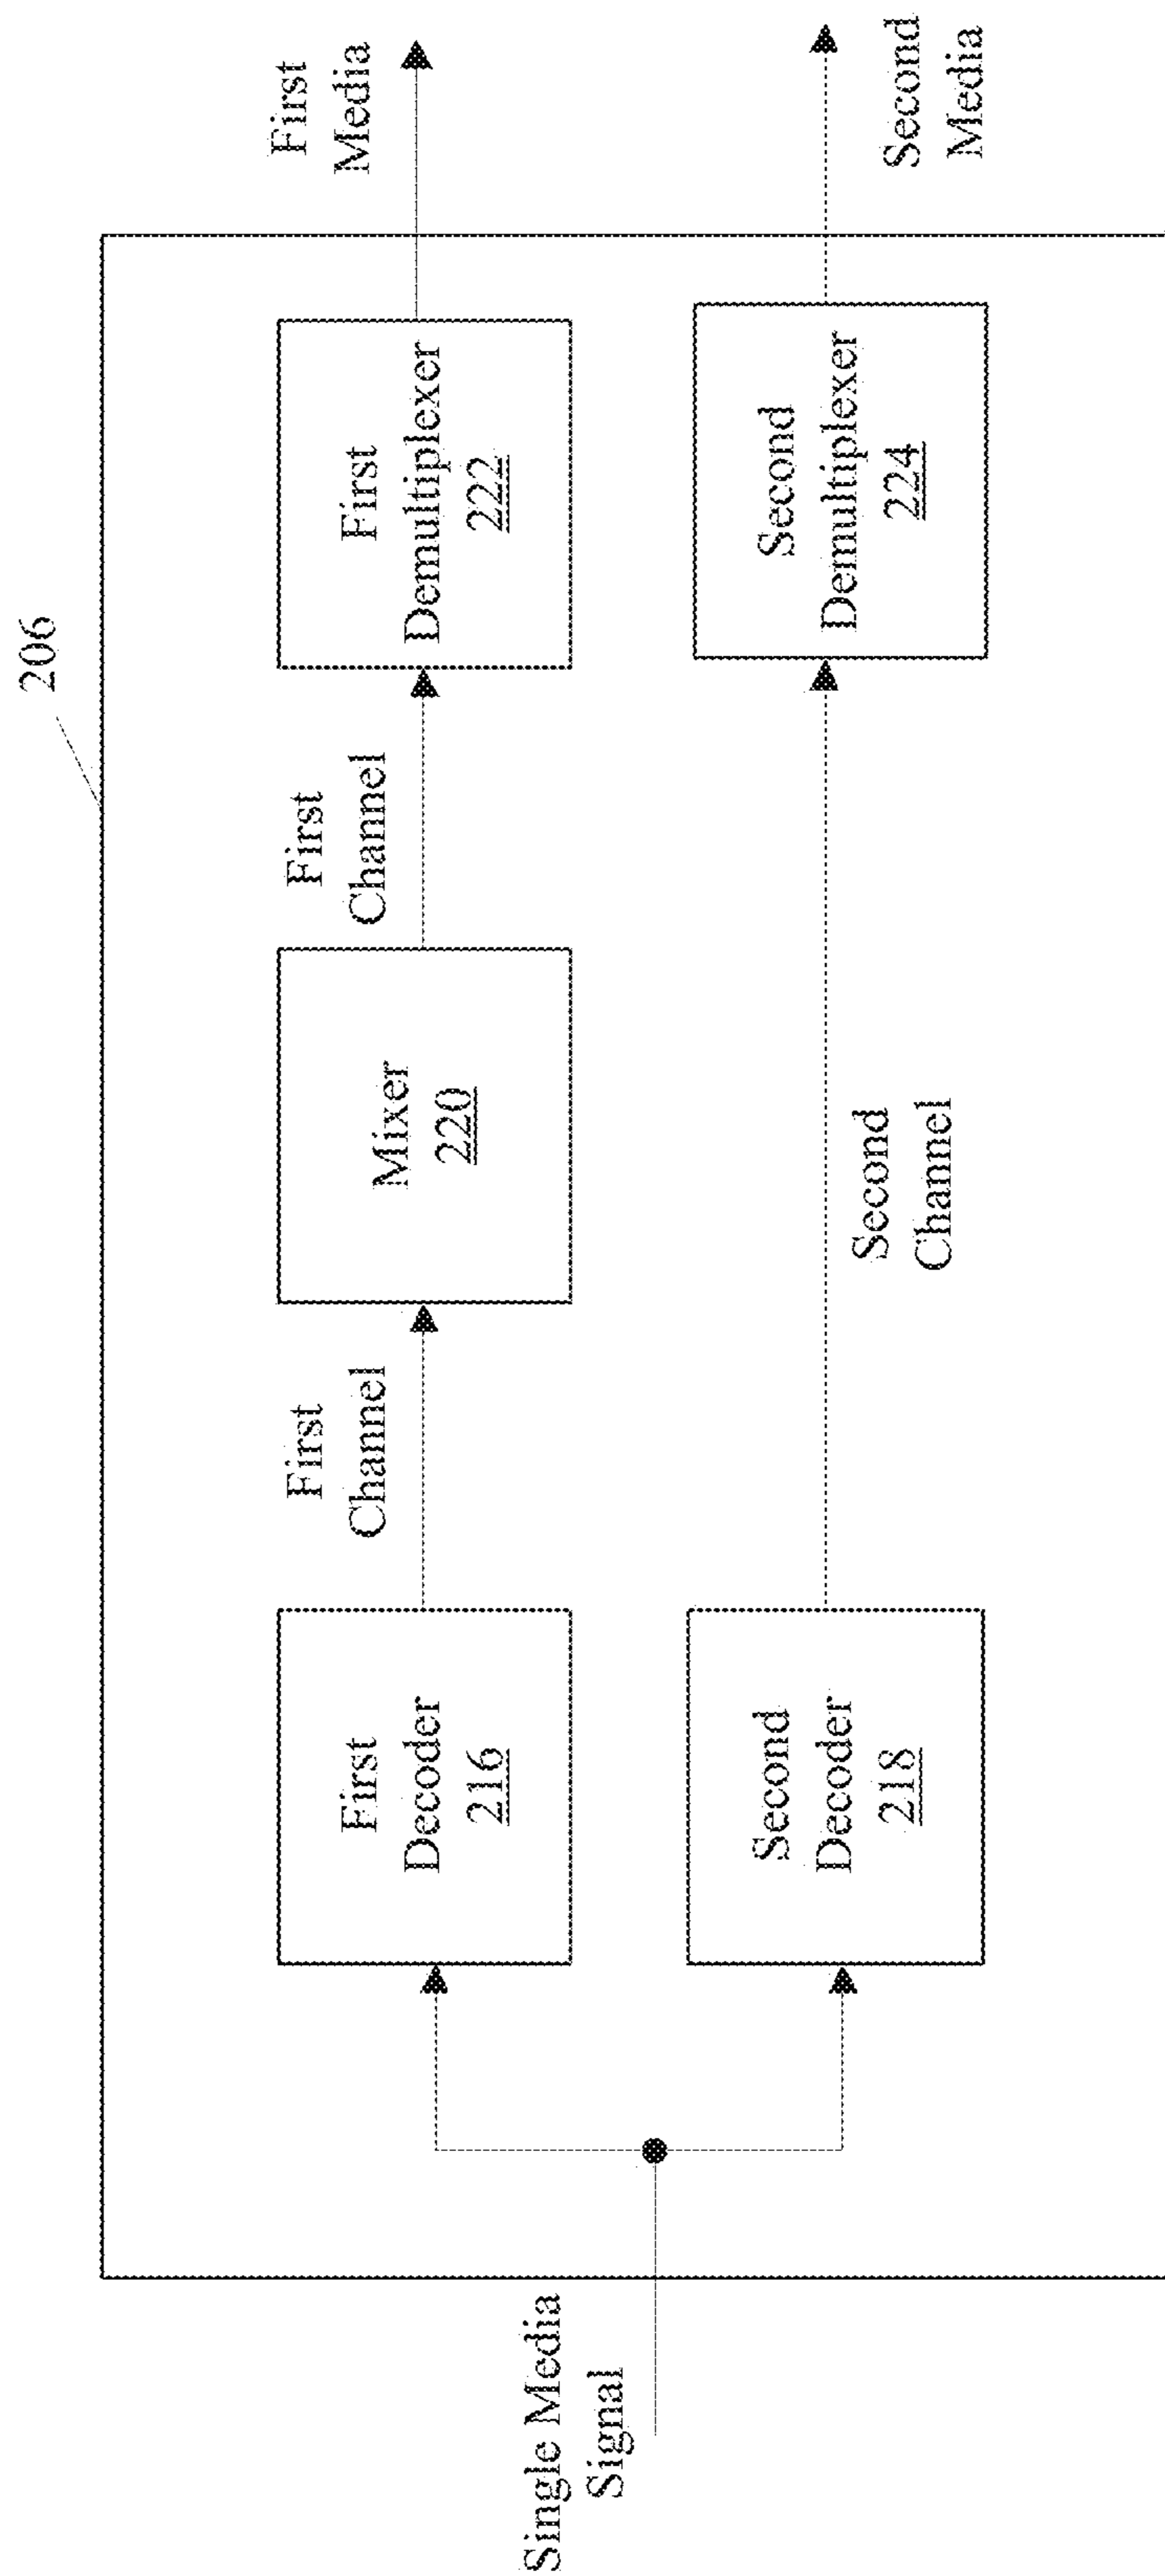 206
Single Media
Signal
First
Decoder
216
First
Channel
Mixer
220
First
Channel
First
Demultiplexer
222
First
Media
Second
Decoder
218
Second
Channel
Second
Demultiplexer
224
Second
Media